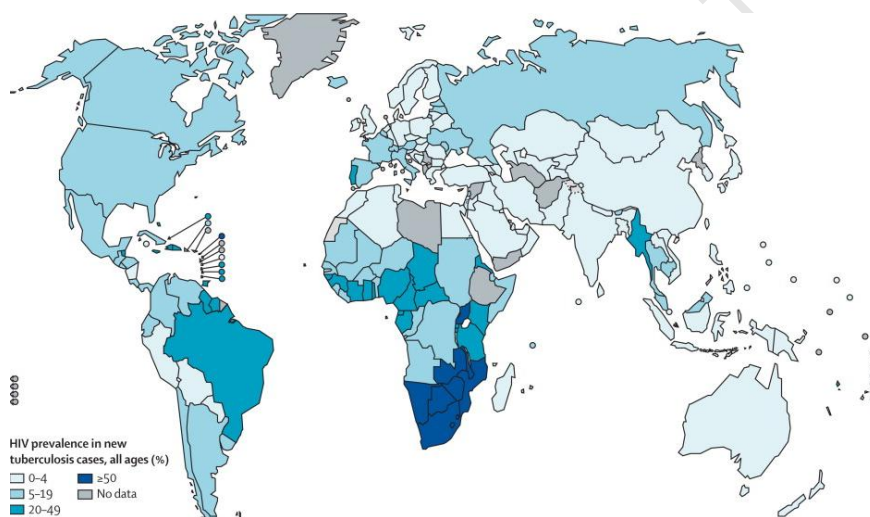 HIV prevalence in new
tuberculosis cases, all ages (%)
0–4
≥50
5–19
No data
20–49